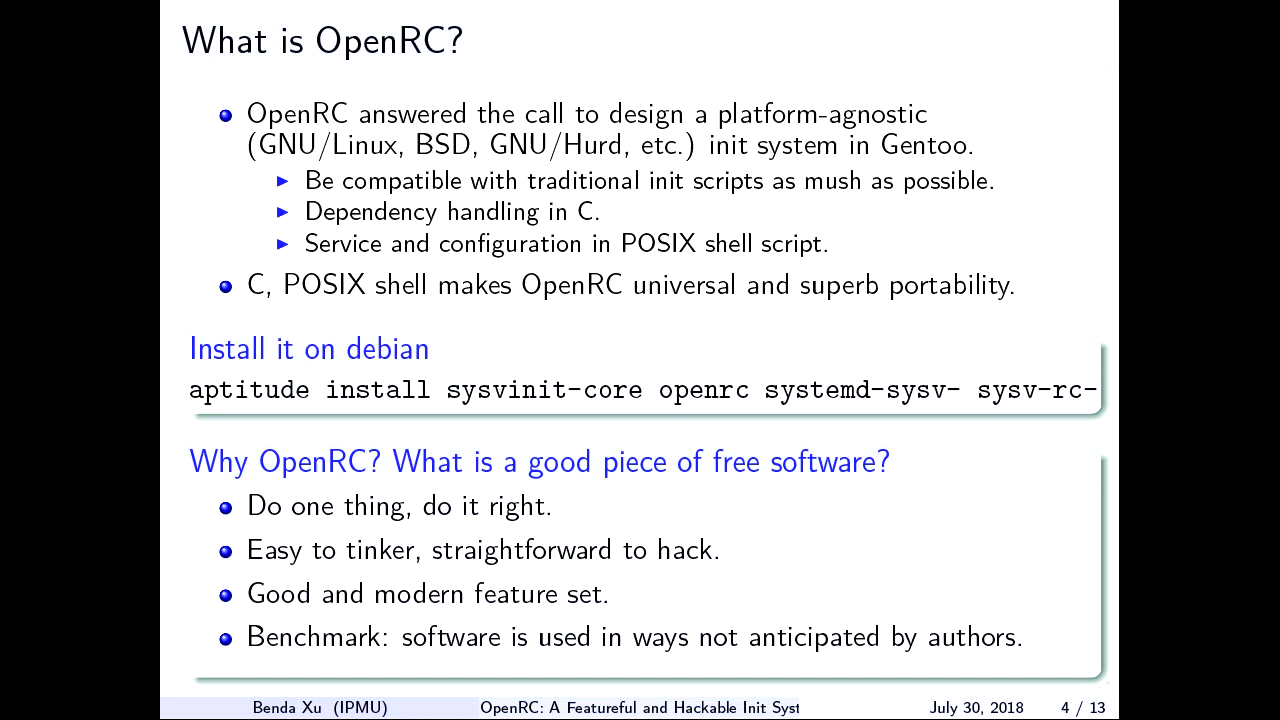 What is OpenRC?
OpenRC answered the call to design a platform-agnostic
(GNU/Linux, BSD, GNU/Hurd, etc.) init system in Gentoo.
Be compatible with traditional init scripts as mush as possible.
Dependency handling in C.
Service and configuration in POSIX shell script.
C, POSIX shell makes OpenRC universal and superb portability.
Install it on debian
aptitude install sysvinit-core openrc systemd-sysv- sysv-rc-
Why OpenRC? What is a good piece of free software?
Do one thing, do it right.
Easy to tinker, straightforward to hack.
Good and modern feature set.
Benchmark: software is used in ways not anticipated by authors.
Benda Xu (IPMU) OpenRC: A Featureful and Hackable Init Syst July 30, 2018 4 / 13